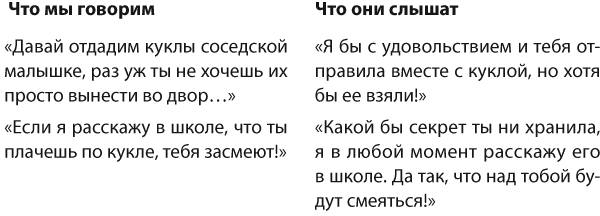 Что мы говорим
«Давай отдадим куклы соседской
малышке, раз уж ты не хочешь их
просто вынести во двор…»
«Если я расскажу в школе, что ты
плачешь по кукле, тебя засмеют!»
Что они слышат
«Я бы с удовольствием и тебя от-
правила вместе с куклой, но хотя
бы ее взяли!»
«Какой бы секрет ты ни хранила,
я в любой момент расскажу его
в школе. Да так, что над тобой бу-
дут смеяться!»